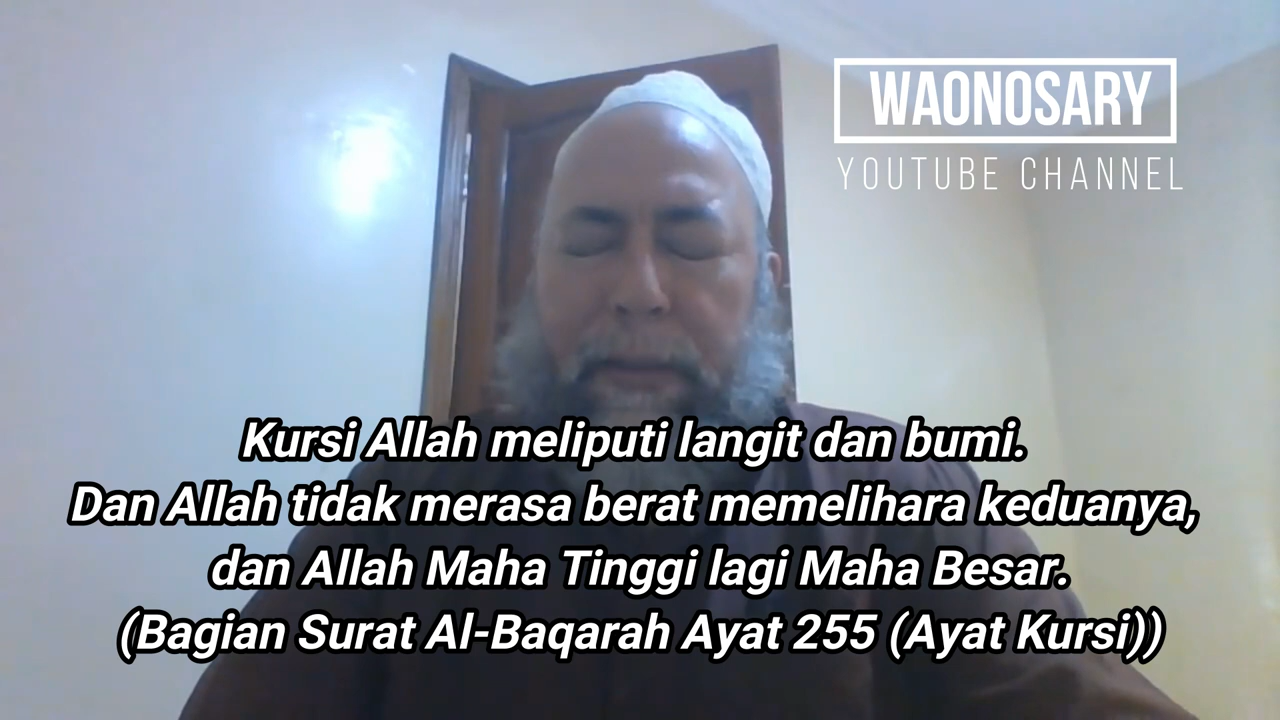 WAONOSARY
YOUTUBE CHANNEL
Kursi Allah meliputi langit dan bumi.
Dan Allah tidak merasa berat memelihara keduanya,
dan Allah Maha Tinggi lagi Maha Besar.
(Bagian Surat Al-Baqarah Ayat 255 (Ayat Kursi))